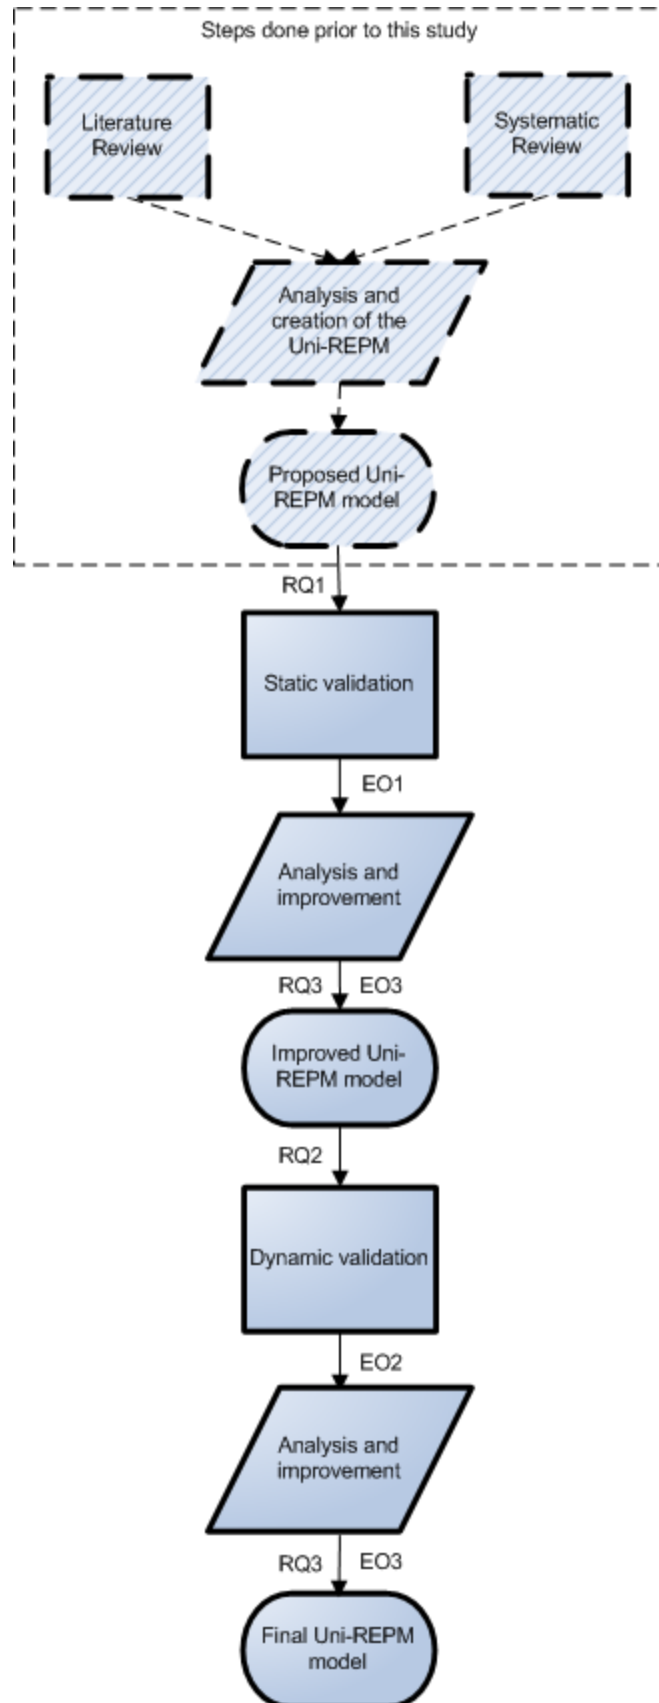 Steps done prior to this study
Literature
Review
Systematic
Review
Analysis and
creation of the
Uni-REPM
Proposed Uni-
REPM model
RQ1
Static validation
EO1
Analysis and
improvement
RQ3 EO3
Improved Uni-
REPM model
RQ2
Dynamic validation
EO2
Analysis and
improvement
RQ3 EO3
Final Uni-REPM
model